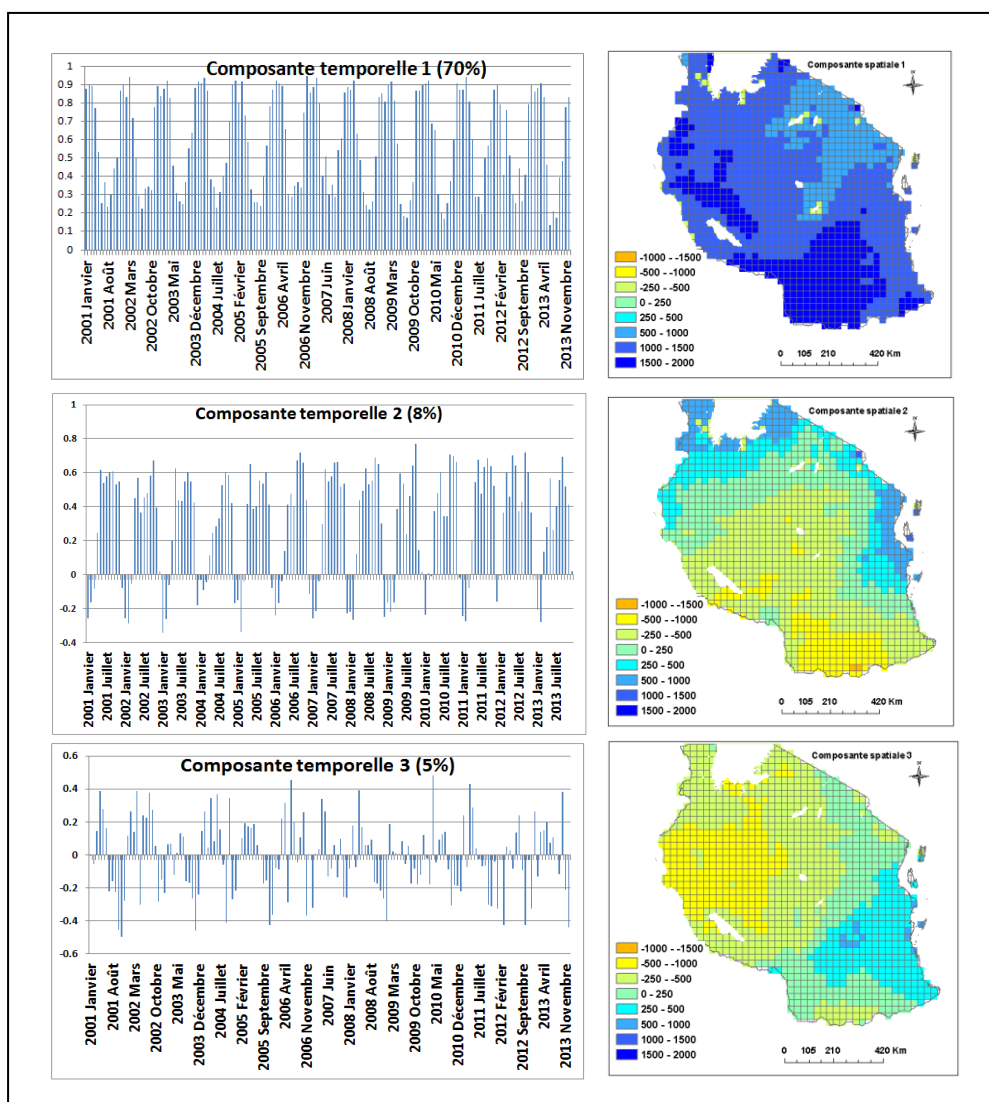 Composante temporelle 1 (70%)
1
0.9
0.8
0.7
0.6
0.5
0.4
0.3
0.2
0.1
0
2001 Janvier
2001 Août
2002 Mars
2002 Octobre
2003 Mai
2003 Décembre
2004 Juillet
2005 Février
2005 Septembre
2006 Avril
2006 Novembre
2007 Juin
2008 Janvier
2008 Août
2009 Mars
2009 Octobre
2010 Mai
2010 Décembre
2011 Juillet
2012 Février
2012 Septembre
2013 Avril
2013 Novembre
Composante spatiale 1
N
-1000 - -1500
-500 - -1000
-250 - -500
0 - 250
250 - 500
500 - 1000
1000 - 1500
1500 - 2000
0 105 210 420 Km
Composante temporelle 2 (8%)
1
0.8
0.6
0.4
0.2
0
-0.2
-0.4
2001 Janvier
2001 Juillet
2002 Janvier
2002 Juillet
2003 Janvier
2003 Juillet
2004 Janvier
2004 Juillet
2005 Janvier
2005 Juillet
2006 Janvier
2006 Juillet
2007 Janvier
2007 Juillet
2008 Janvier
2008 Juillet
2009 Janvier
2009 Juillet
2010 Janvier
2010 Juillet
2011 Janvier
2011 Juillet
2012 Janvier
2012 Juillet
2013 Janvier
2013 Juillet
Composante spatiale 2
N
-1000 - -1500
-500 - -1000
-250 - -500
0 - 250
250 - 500
500 - 1000
1000 - 1500
1500 - 2000
0 105 210 420 Km
Composante temporelle 3 (5%)
0.6
0.4
0.2
0
-0.2
-0.4
-0.6
2001 Janvier
2001 Août
2002 Mars
2002 Octobre
2003 Mai
2003 Décembre
2004 Juillet
2005 Février
2005 Septembre
2006 Avril
2006 Novembre
2007 Juin
2008 Janvier
2008 Août
2009 Mars
2009 Octobre
2010 Mai
2010 Décembre
2011 Juillet
2012 Février
2012 Septembre
2013 Avril
2013 Novembre
Composante spatiale 3
N
-1000 - -1500
-500 - -1000
-250 - -500
0 - 250
250 - 500
500 - 1000
1000 - 1500
1500 - 2000
0 105 210 420 Km